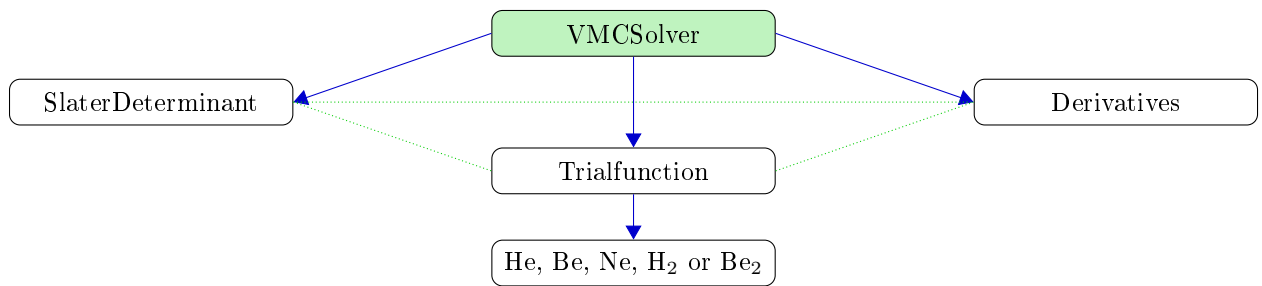 VMCSolver
SlaterDeterminant
Derivatives
Trialfunction
He, Be, Ne, H₂ or Be₂